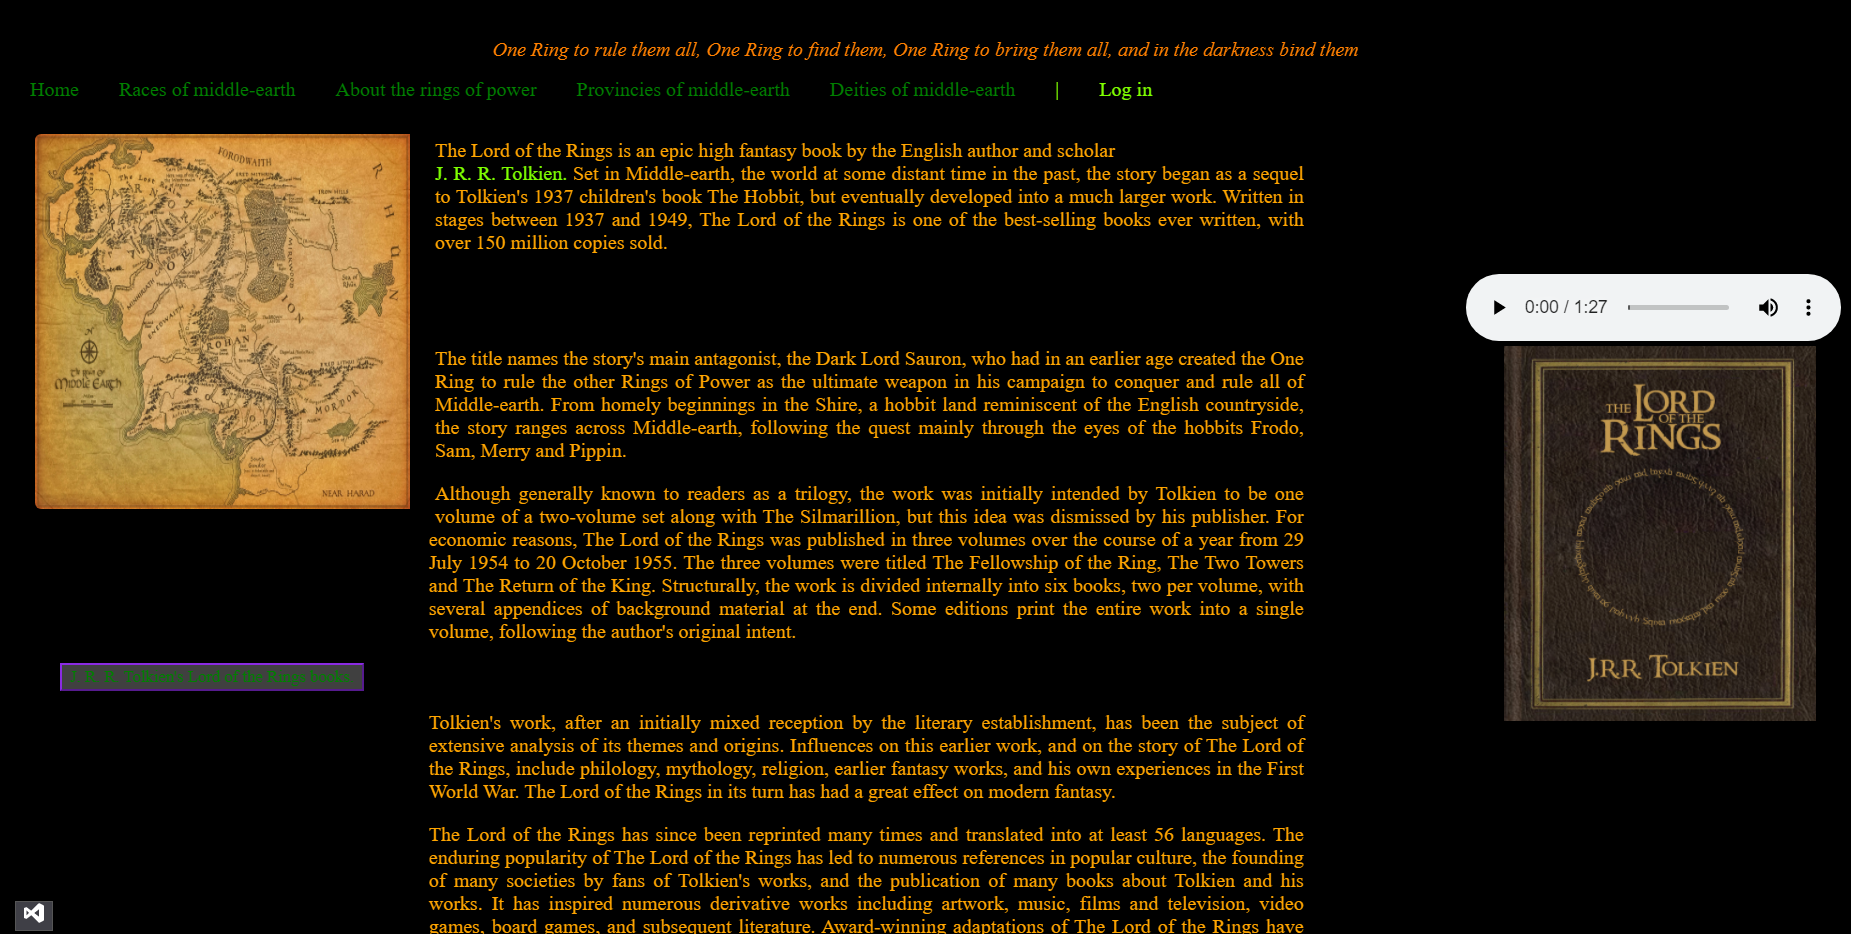 One Ring to rule them all, One Ring to find them, One Ring to bring them all, and in the darkness bind them
Home Races of middle-earth About the rings of power Provincies of middle-earth Deities of middle-earth | Log in
FORODWAITH
RHUN
MIRKWOOD
ROHAN
MORDOR
MIDDLE EARTH
NEAR HARAD
The Lord of the Rings is an epic high fantasy book by the English author and scholar
J. R. R. Tolkien. Set in Middle-earth, the world at some distant time in the past, the story began as a sequel
to Tolkien's 1937 children's book The Hobbit, but eventually developed into a much larger work. Written in
stages between 1937 and 1949, The Lord of the Rings is one of the best-selling books ever written, with
over 150 million copies sold.
The title names the story's main antagonist, the Dark Lord Sauron, who had in an earlier age created the One
Ring to rule the other Rings of Power as the ultimate weapon in his campaign to conquer and rule all of
Middle-earth. From homely beginnings in the Shire, a hobbit land reminiscent of the English countryside,
the story ranges across Middle-earth, following the quest mainly through the eyes of the hobbits Frodo,
Sam, Merry and Pippin.
Although generally known to readers as a trilogy, the work was initially intended by Tolkien to be one
volume of a two-volume set along with The Silmarillion, but this idea was dismissed by his publisher. For
economic reasons, The Lord of the Rings was published in three volumes over the course of a year from 29
July 1954 to 20 October 1955. The three volumes were titled The Fellowship of the Ring, The Two Towers
and The Return of the King. Structurally, the work is divided internally into six books, two per volume, with
several appendices of background material at the end. Some editions print the entire work into a single
volume, following the author's original intent.
J. R. R. Tolkien's Lord of the Rings books
Tolkien's work, after an initially mixed reception by the literary establishment, has been the subject of
extensive analysis of its themes and origins. Influences on this earlier work, and on the story of The Lord of
the Rings, include philology, mythology, religion, earlier fantasy works, and his own experiences in the First
World War. The Lord of the Rings in its turn has had a great effect on modern fantasy.
The Lord of the Rings has since been reprinted many times and translated into at least 56 languages. The
enduring popularity of The Lord of the Rings has led to numerous references in popular culture, the founding
of many societies by fans of Tolkien's works, and the publication of many books about Tolkien and his
works. It has inspired numerous derivative works including artwork, music, films and television, video
games, board games, and subsequent literature. Award-winning adaptations of The Lord of the Rings have
0:00 / 1:27
THE LORD
OF THE
RINGS
J.R.R. TOLKIEN